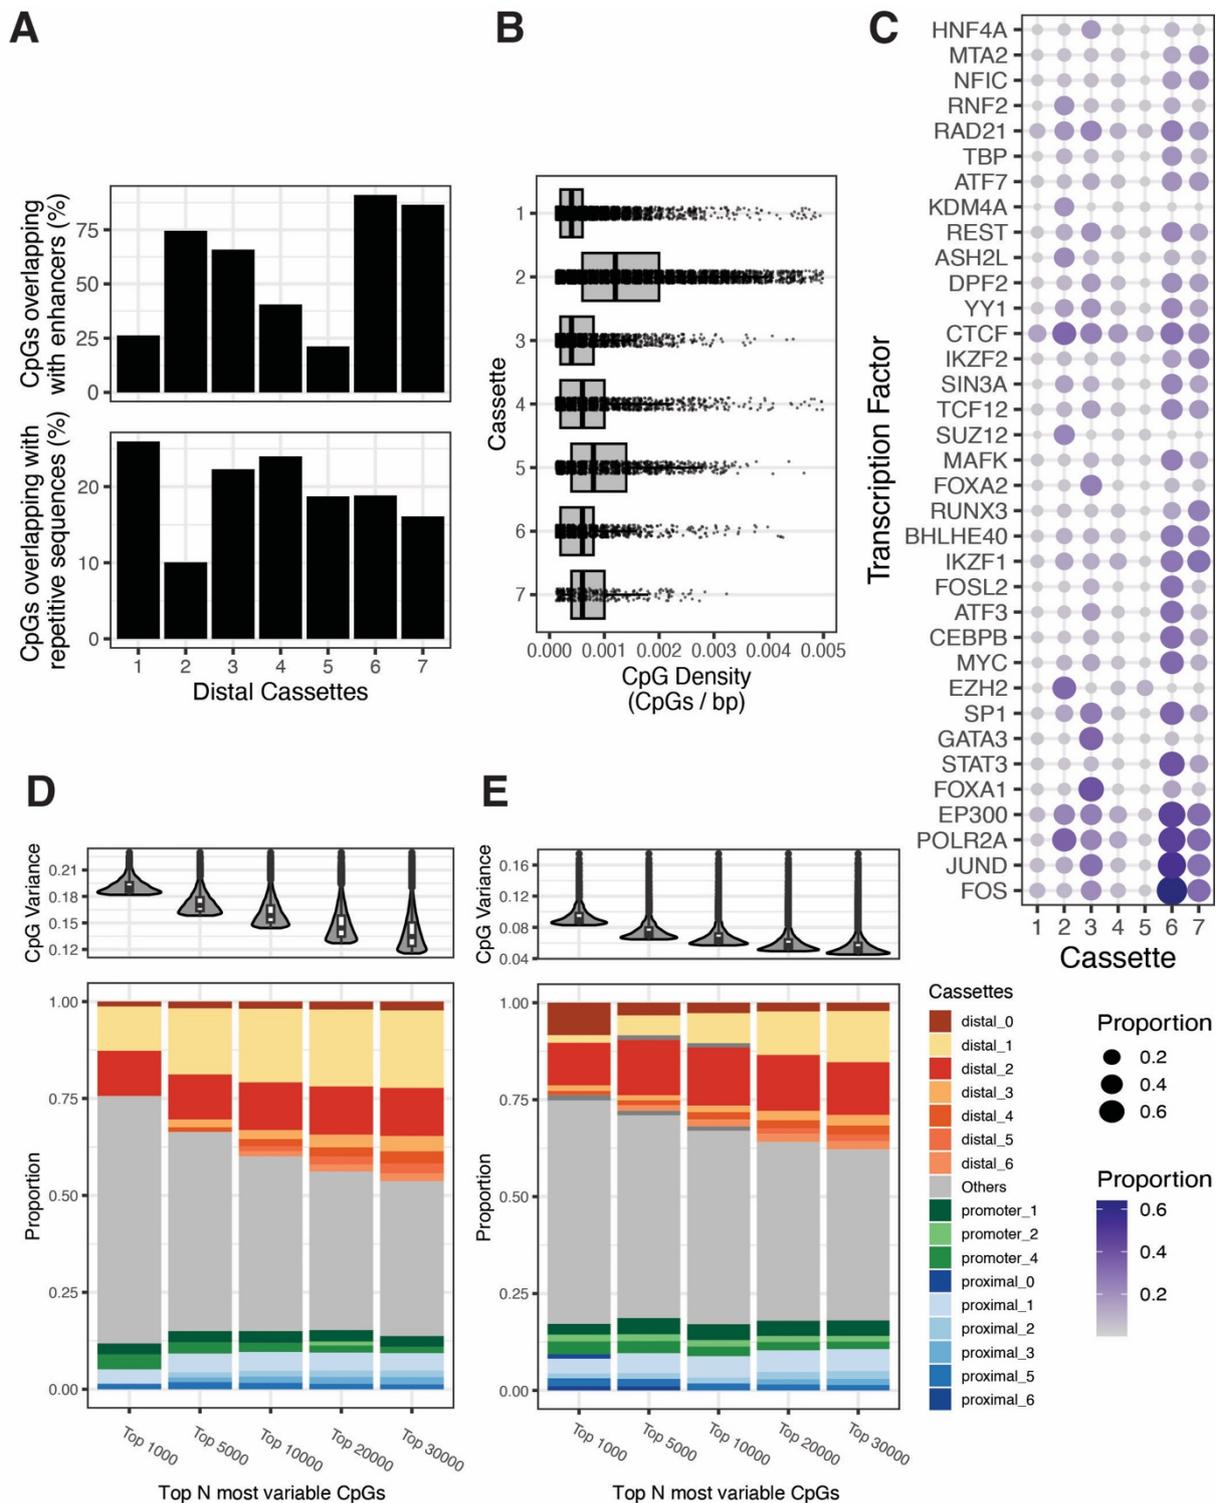 A
CpGs overlapping
with enhancers (%)
75
50
25
0
CpGs overlapping with
repetitive sequences (%)
20
10
0
1 2 3 4 5 6 7
Distal Cassettes
B
Cassette
1
2
3
4
5
6
7
0.000 0.001 0.002 0.003 0.004 0.005
CpG Density
(CpGs / bp)
C
Transcription Factor
HNF4A
MTA2
NFIC
RNF2
RAD21
TBP
ATF7
KDM4A
REST
ASH2L
DPF2
YY1
CTCF
IKZF2
SIN3A
TCF12
SUZ12
MAFK
FOXA2
RUNX3
BHLHE40
IKZF1
FOSL2
ATF3
CEBPB
MYC
EZH2
SP1
GATA3
STAT3
FOXA1
EP300
POLR2A
JUND
FOS
1 2 3 4 5 6 7
Cassette
D
CpG Variance
0.21
0.18
0.15
0.12
Proportion
1.00
0.75
0.50
0.25
0.00
Top 1000
Top 5000
Top 10000
Top 20000
Top 30000
Top N most variable CpGs
E
CpG Variance
0.16
0.12
0.08
0.04
Proportion
1.00
0.75
0.50
0.25
0.00
Top 1000
Top 5000
Top 10000
Top 20000
Top 30000
Top N most variable CpGs
Cassettes
distal_0
distal_1
distal_2
distal_3
distal_4
distal_5
distal_6
Others
promoter_1
promoter_2
promoter_4
proximal_0
proximal_1
proximal_2
proximal_3
proximal_5
proximal_6
Proportion
0.2
0.4
0.6
Proportion
0.6
0.4
0.2